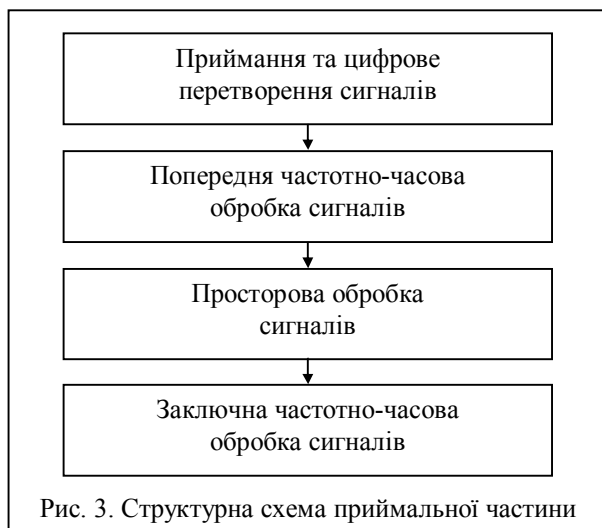 Приймання та цифрове
перетворення сигналів
Попередня частотно-часова
обробка сигналів
Просторова обробка
сигналів
Заключна частотно-часова
обробка сигналів
Рис. 3. Структурна схема приймальної частини